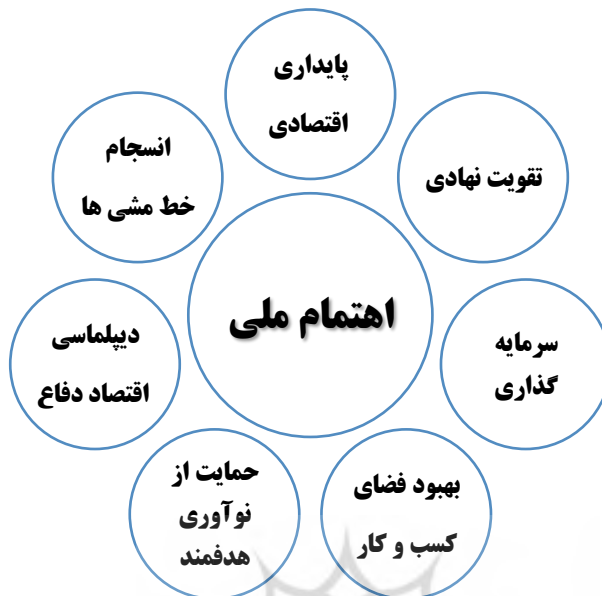 پایداری
اقتصادی
تقویت نهادی
سرمایه
گذاری
بهبود فضای
کسب و کار
حمایت از
نوآوری
هدفمند
دیپلماسی
اقتصاد دفاع
انسجام
خط مشی ها
اهتمام ملی